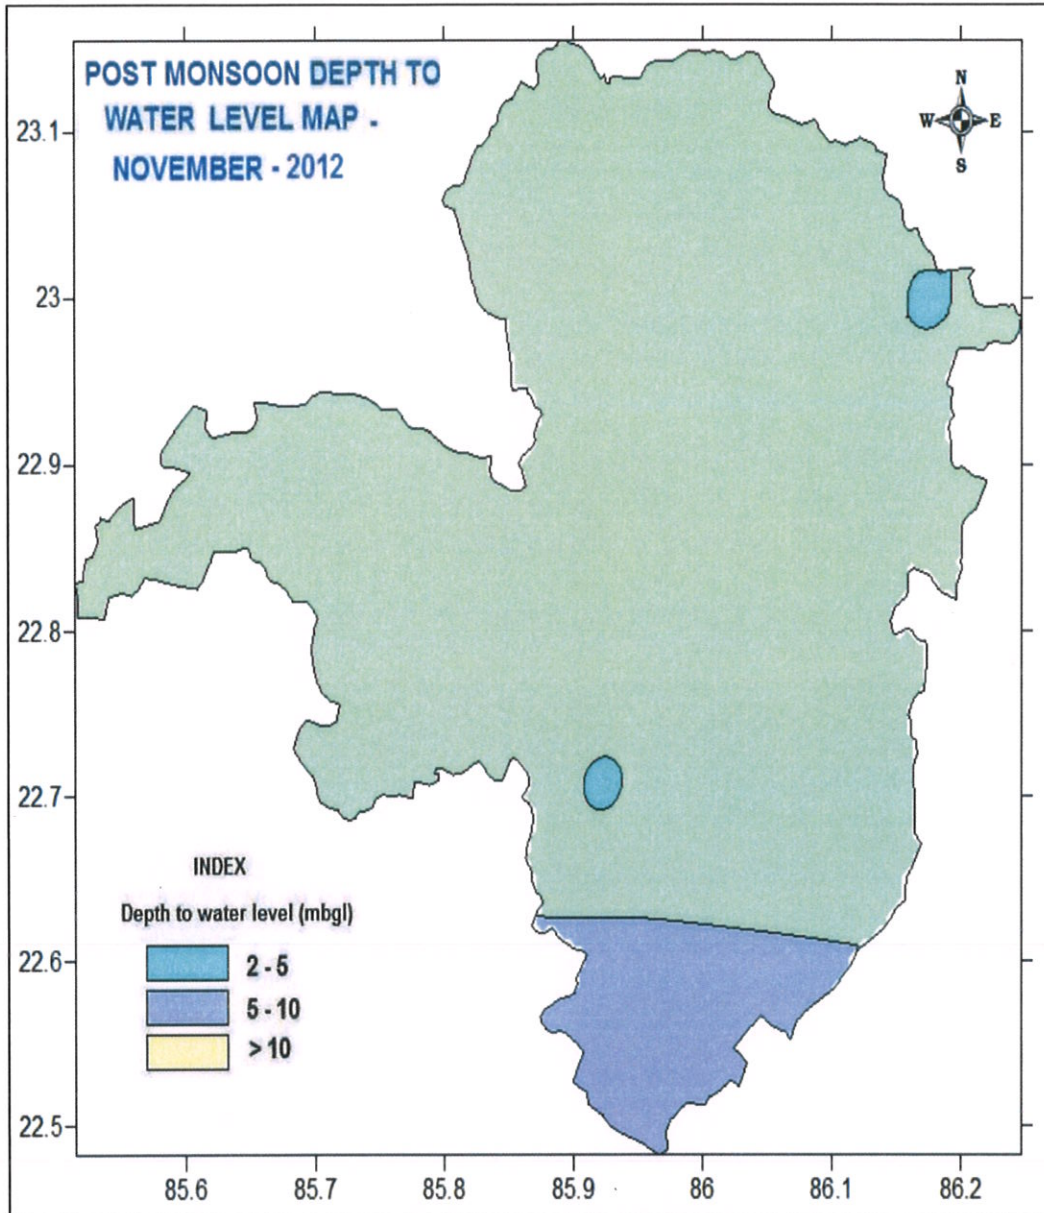 POST MONSOON DEPTH TO
WATER LEVEL MAP -
NOVEMBER - 2012
N
W E
S
23.1
23
22.9
22.8
22.7
22.6
22.5
INDEX
Depth to water level (mbgl)
2 - 5
5 - 10
> 10
85.6 85.7 85.8 85.9 86 86.1 86.2